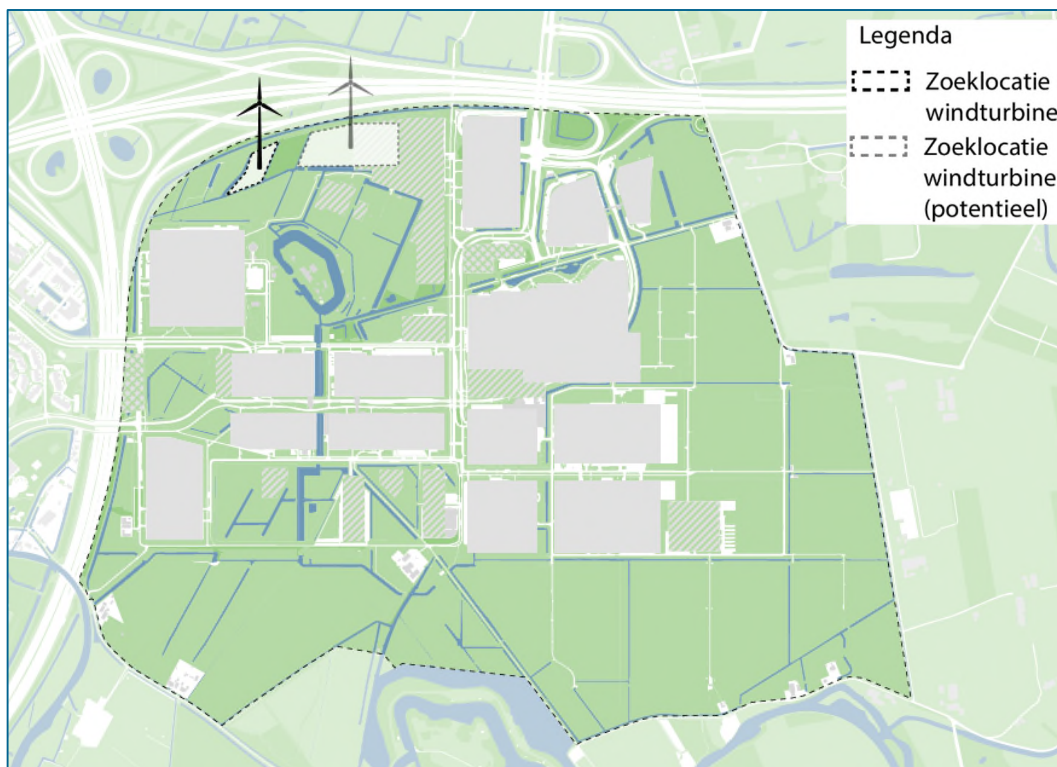 Legenda
Zoeklocatie
windturbine
Zoeklocatie
windturbine
(potentieel)